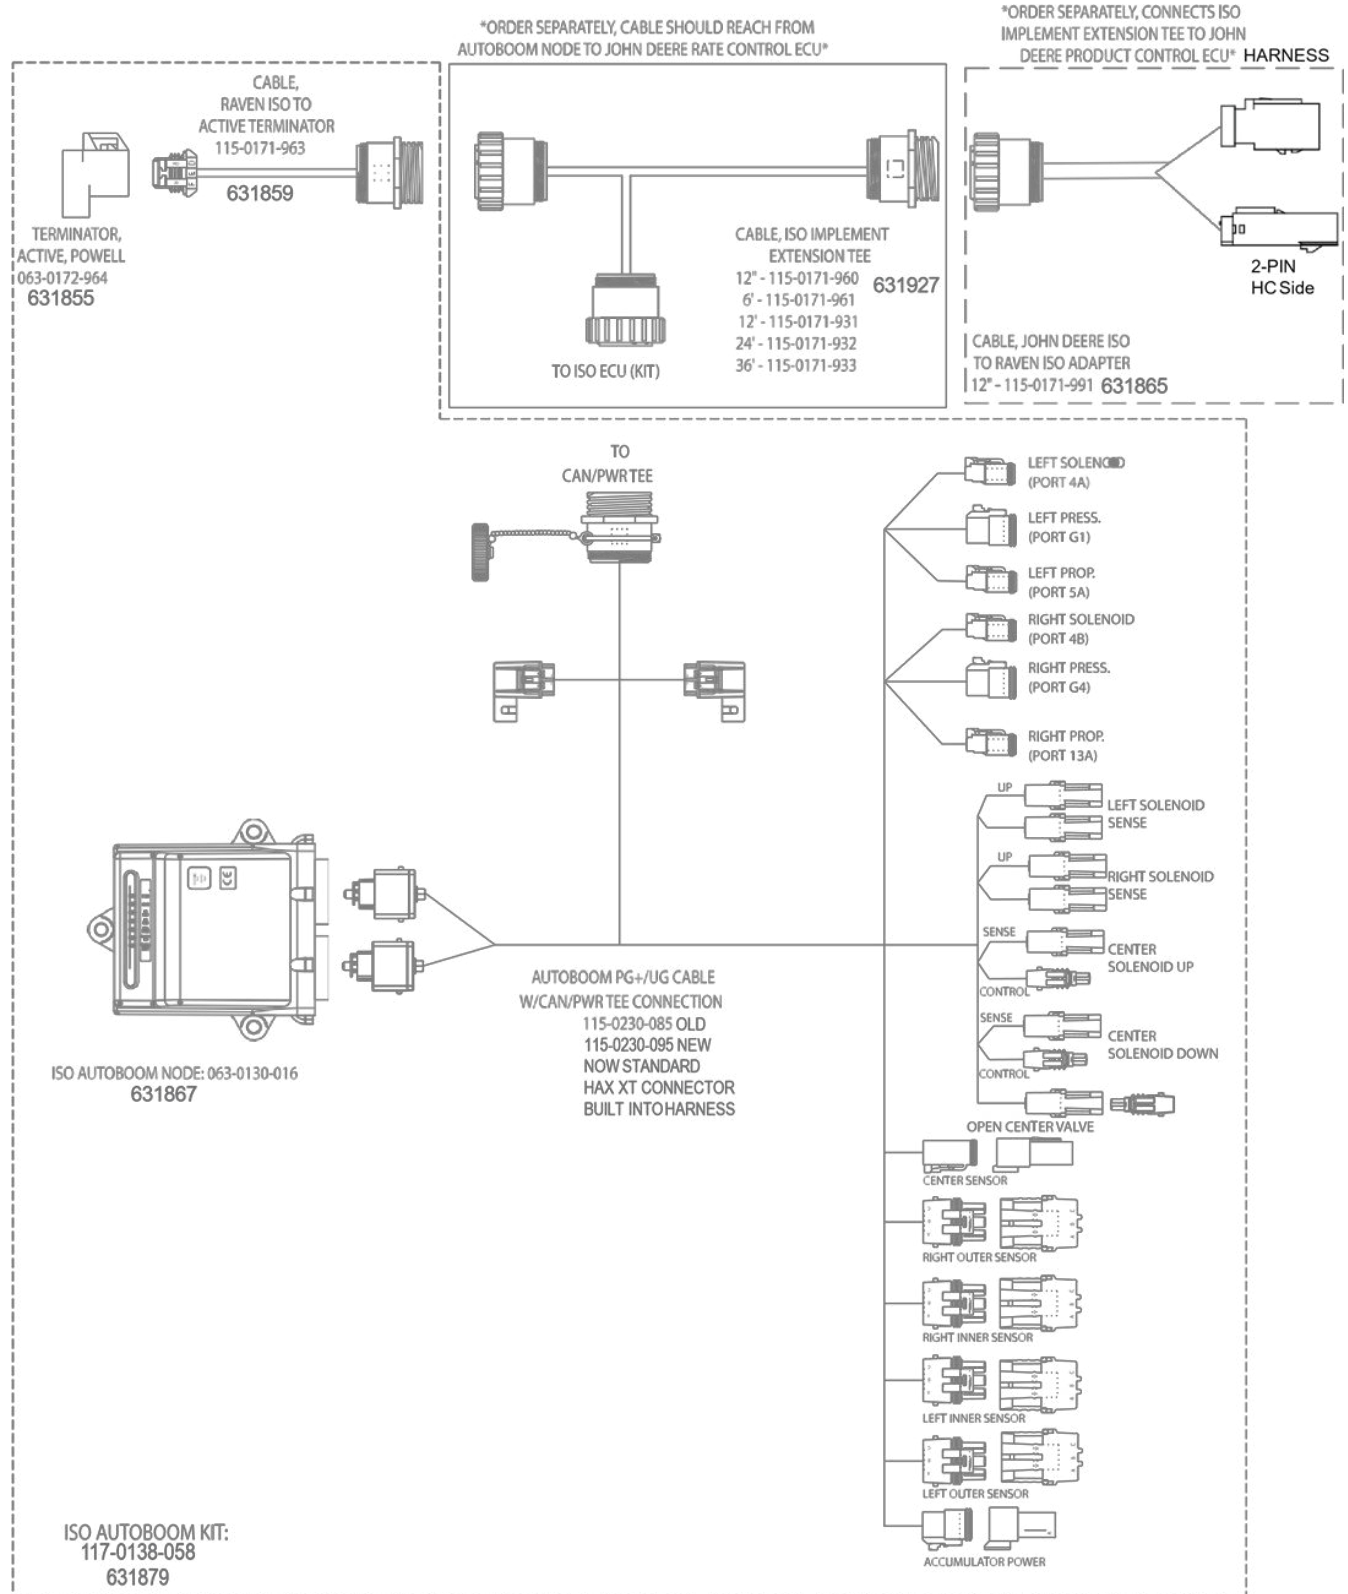 *ORDER SEPARATELY, CABLE SHOULD REACH FROM
AUTOBOOM NODE TO JOHN DEERE RATE CONTROL ECU*
*ORDER SEPARATELY, CONNECTS ISO
IMPLEMENT EXTENSION TEE TO JOHN
DEERE PRODUCT CONTROL ECU* HARNESS
CABLE,
RAVEN ISO TO
ACTIVE TERMINATOR
115-0171-963
631859
TERMINATOR,
ACTIVE, POWELL
063-0172-964
631855
CABLE, ISO IMPLEMENT
EXTENSION TEE
12" - 115-0171-960
6' - 115-0171-961
12' - 115-0171-931
24' - 115-0171-932
36' - 115-0171-933
631927
TO ISO ECU (KIT)
2-PIN
HC Side
CABLE, JOHN DEERE ISO
TO RAVEN ISO ADAPTER
12" - 115-0171-991 631865
TO
CAN/PWR TEE
LEFT SOLENOID
(PORT 4A)
LEFT PRESS.
(PORT G1)
LEFT PROP.
(PORT 5A)
RIGHT SOLENOID
(PORT 4B)
RIGHT PRESS.
(PORT G4)
RIGHT PROP.
(PORT 13A)
UP
LEFT SOLENOID
SENSE
UP
RIGHT SOLENOID
SENSE
SENSE
CENTER
SOLENOID UP
CONTROL
SENSE
CENTER
SOLENOID DOWN
CONTROL
OPEN CENTER VALVE
CENTER SENSOR
RIGHT OUTER SENSOR
RIGHT INNER SENSOR
LEFT INNER SENSOR
LEFT OUTER SENSOR
ACCUMULATOR POWER
CE
ISO AUTOBOOM NODE: 063-0130-016
631867
AUTOBOOM PG+/UG CABLE
W/CAN/PWR TEE CONNECTION
115-0230-085 OLD
115-0230-095 NEW
NOW STANDARD
HAX XT CONNECTOR
BUILT INTO HARNESS
ISO AUTOBOOM KIT:
117-0138-058
631879